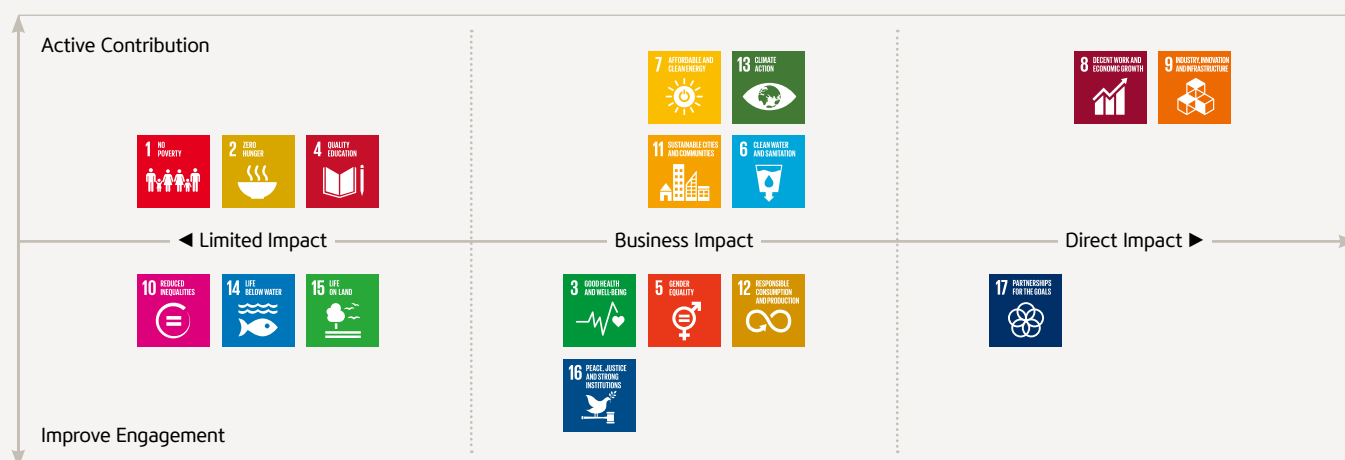 Active Contribution
7 AFFORDABLE AND
CLEAN ENERGY
13 CLIMATE
ACTION
8 DECENT WORK AND
ECONOMIC GROWTH
9 INDUSTRY, INNOVATION
AND INFRASTRUCTURE
1 NO
POVERTY
2 ZERO
HUNGER
4 QUALITY
EDUCATION
11 SUSTAINABLE CITIES
AND COMMUNITIES
6 CLEAN WATER
AND SANITATION
◄ Limited Impact
Business Impact
Direct Impact ►
10 REDUCED
INEQUALITIES
14 LIFE
BELOW WATER
15 LIFE
ON LAND
3 GOOD HEALTH
AND WELL-BEING
5 GENDER
EQUALITY
12 RESPONSIBLE
CONSUMPTION
AND PRODUCTION
17 PARTNERSHIPS
FOR THE GOALS
16 PEACE, JUSTICE
AND STRONG
INSTITUTIONS
Improve Engagement